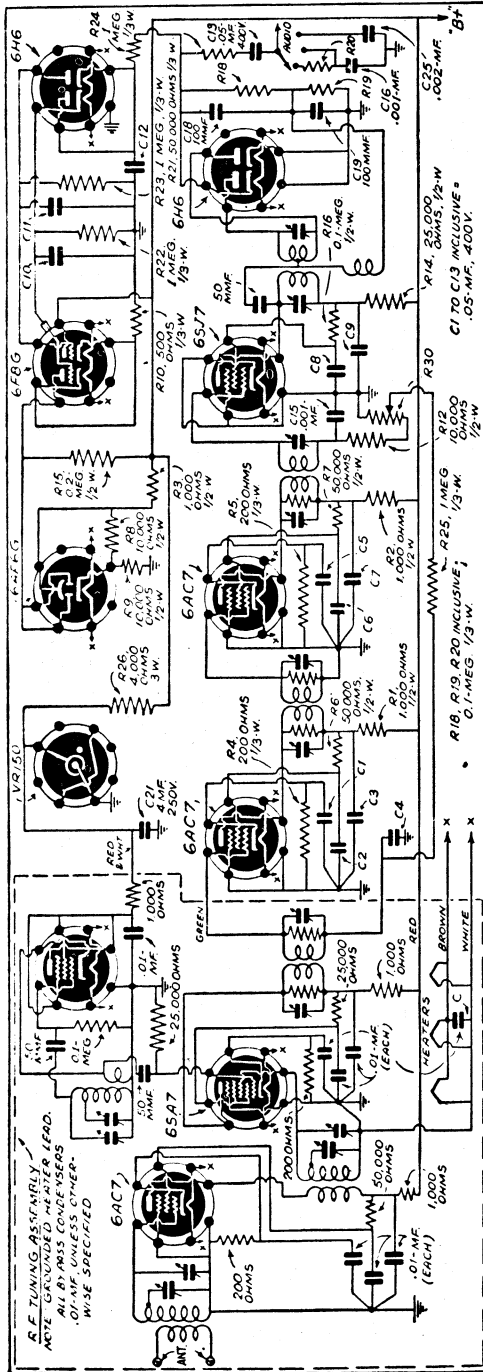 R F TUNING ASSEMBLY
NOTE GROUNDED HEATER LEAD.
ALL BY PASS CONDENSERS
.01-MF. UNLESS OTHER-
WISE SPECIFIED
50
MMF
0.1-
MEG
.01-
MF.
1,000
OHMS
RED
& WHT.
25,000 OHMS
50
MMF.
C21
4 MF.
250V.
VR150
R26,
4,000
OHMS
3 W.
R9
10,000
OHMS
1/2 W
R8
10,000
OHMS
1/2 W
R15,
0.2
MEG
1/2 W.
R3,
1,000
OHMS
1/2 W
6F8G
C10
C11
R10, 500
OHMS
1/3 W
R22,
1 MEG.
1/3-W.
R23, 1 MEG. 1/3-W.
R21, 50,000 OHMS 1/3 W
C12
6H6
R24
1
MEG
1/3 W
ANT.
6AC7
200
OHMS
.01-MF.
(EACH)
50,000
OHMS
1,000
OHMS
6SA7
200 OHMS
25,000 OHMS
.01-MF
(EACH)
1,000
OHMS
GREEN
RED
HEATERS
BROWN
WHITE
C
X
X
C4
6AC7
R4,
200 OHMS
1/3-W.
R6
50,000
OHMS,
1/2-W.
C1
C2
C3
R1,
1,000 OHMS
1/2-W
6AC7
R5,
200 OHMS
1/3-W.
R7
50,000
OHMS
1/2 W
C5
C6
C7
R2,
1,000 OHMS
1/2-W
R25, 1 MEG
1/3-W.
6SJ7
50
MMF.
C15
.001-
MF.
C8
C9
R16
0.1-MEG.
1/2-W.
R12
10,000
OHMS
1/2 W
R30
R14, 25,000
OHMS, 1/2-W
6H6
C18
100
MMF
C19
100 MMF.
R18
C13
.05-
MF.
400V.
AUDIO
R20
R19
C16
.001-MF.
C25
.002-MF.
"B+"
R18, R19, R20 INCLUSIVE;
0.1-MEG. 1/3-W.
C1 TO C13 INCLUSIVE =
.05-MF., 400V.